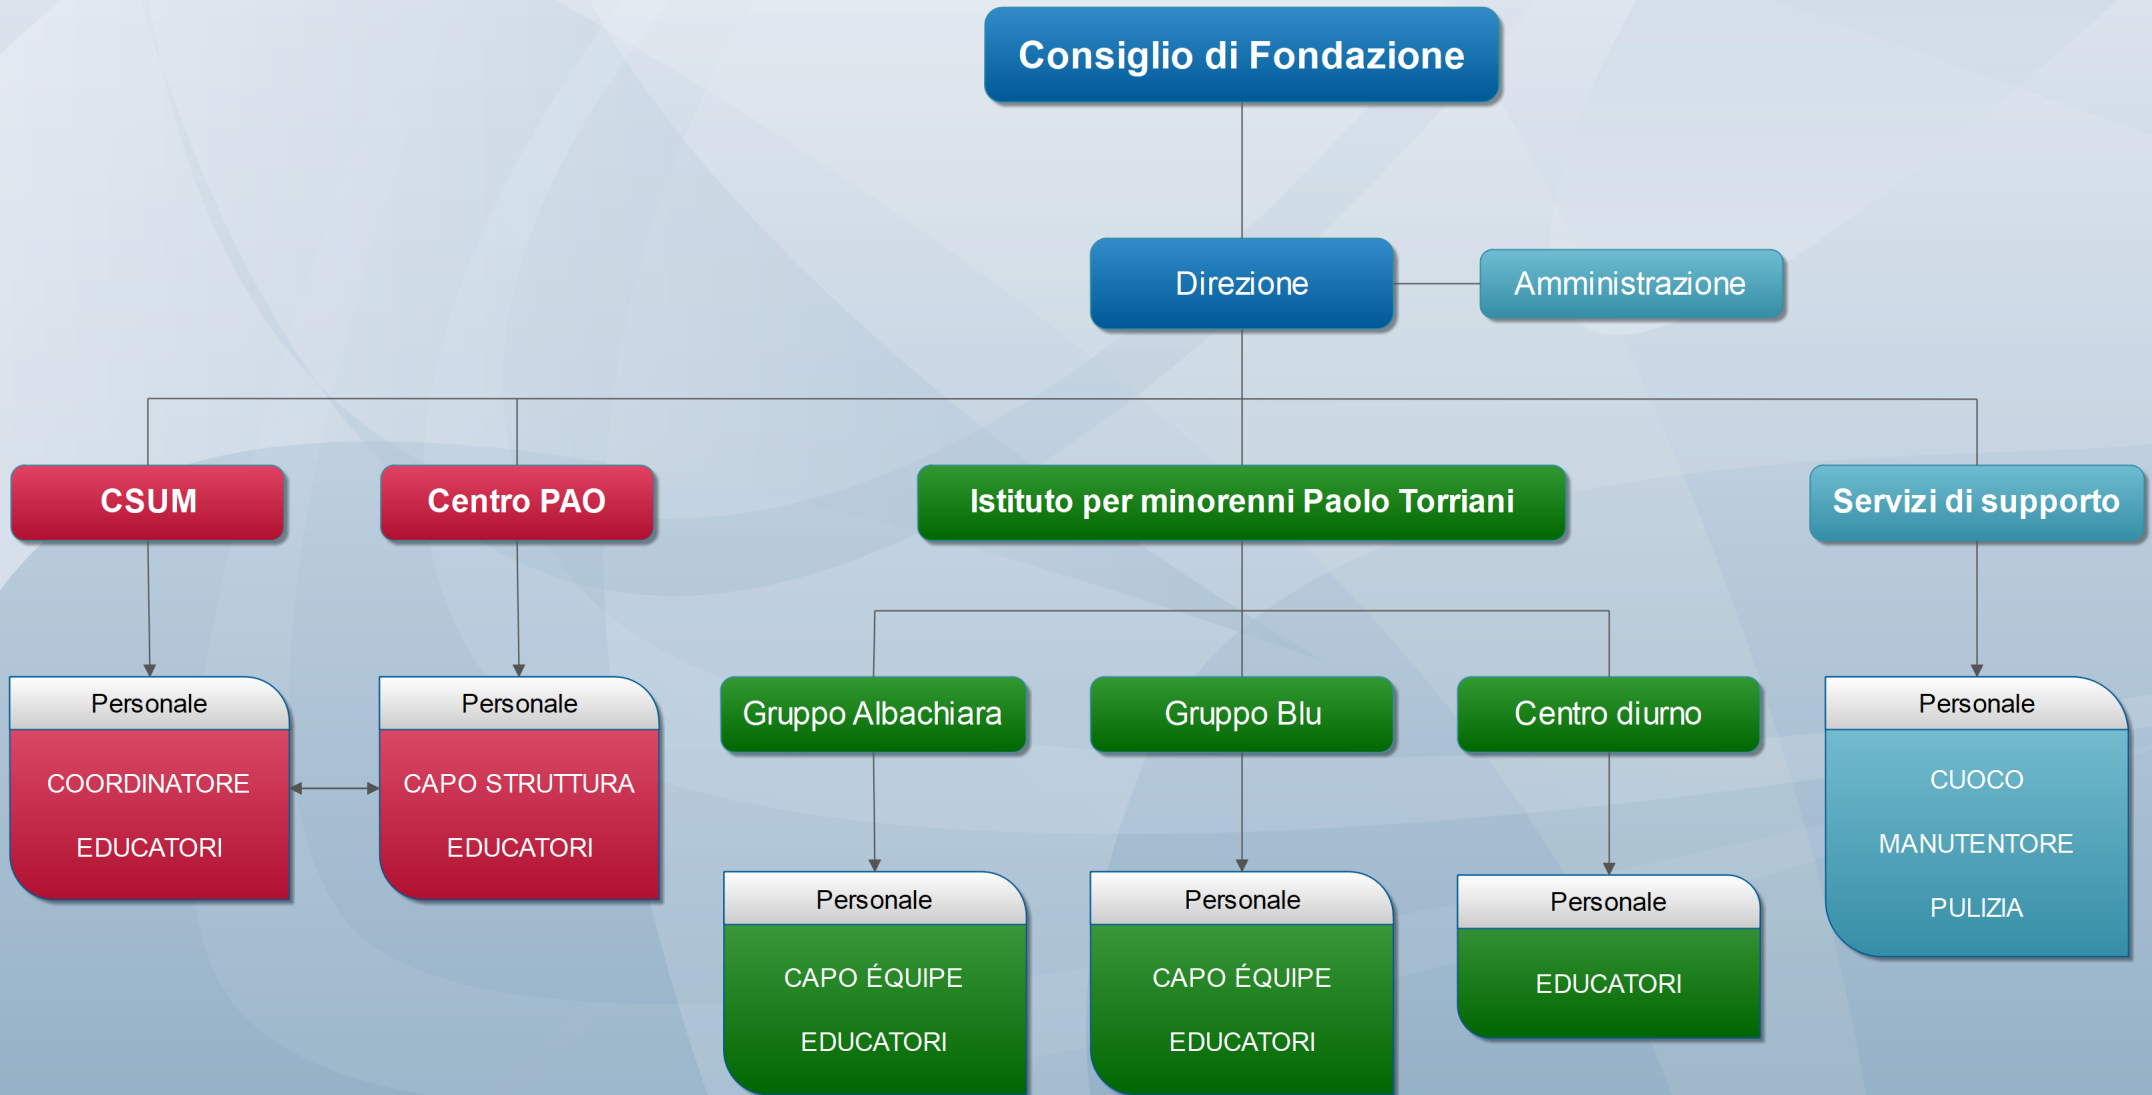 Consiglio di Fondazione
Direzione
Amministrazione
CSUM
Centro PAO
Istituto per minorenni Paolo Torriani
Servizi di supporto
Personale
COORDINATORE
EDUCATORI
Personale
CAPO STRUTTURA
EDUCATORI
Gruppo Albachiara
Gruppo Blu
Centro diurno
Personale
CUOCO
MANUTENTORE
PULIZIA
Personale
CAPO ÉQUIPE
EDUCATORI
Personale
CAPO ÉQUIPE
EDUCATORI
Personale
EDUCATORI